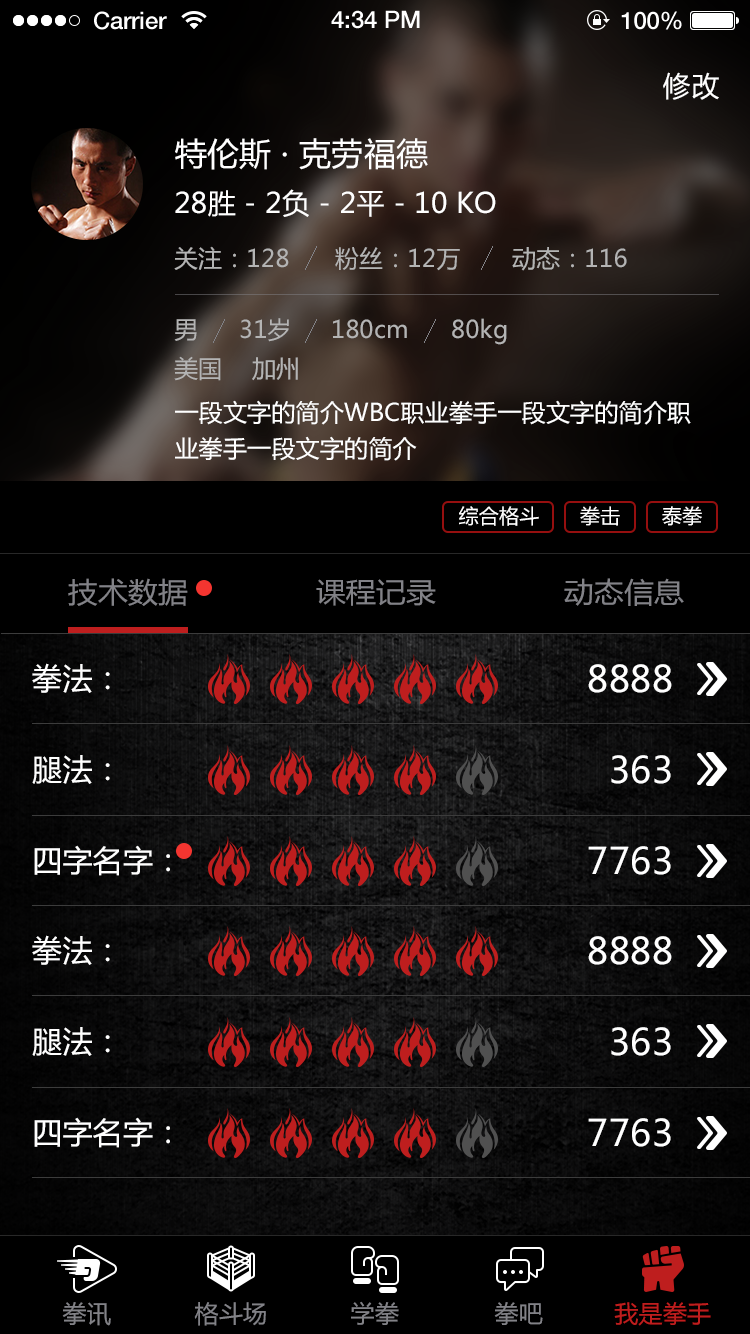 Carrier 4:34 PM 100%
修改
特伦斯·克劳福德
28胜 - 2负 - 2平 - 10 KO
关注：128 / 粉丝：12万 / 动态：116
男 / 31岁 / 180cm / 80kg
美国 加州
一段文字的简介WBC职业拳手一段文字的简介职
业拳手一段文字的简介
综合格斗 拳击 泰拳
技术数据 课程记录 动态信息
拳法： 8888
腿法： 363
四字名字： 7763
拳法： 8888
腿法： 363
四字名字： 7763
拳讯 格斗场 学拳 拳吧 我是拳手